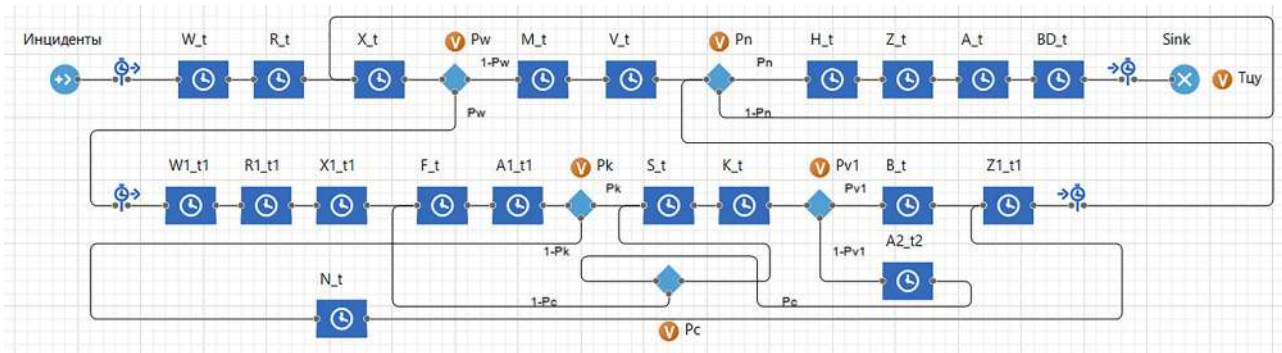 Инциденты W_t R_t X_t Pw M_t V_t Pn H_t Z_t A_t BD_t Sink
1-Pw Pn
Тцу
Pw 1-Pn
W1_t1 R1_t1 X1_t1 F_t A1_t1 Pk S_t K_t Pv1 B_t Z1_t1
Pk Pv1
A2_t2
1-Pk 1-Pv1
N_t
1-Pc Pc
Pc